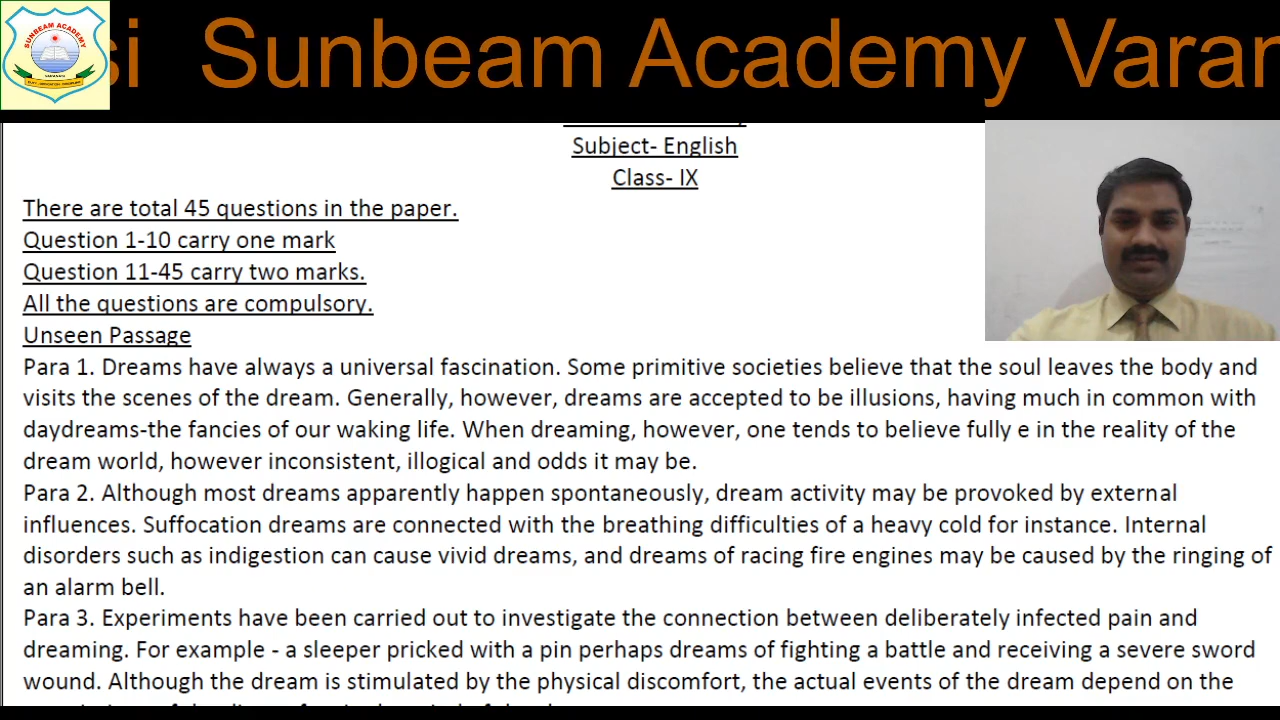 si Sunbeam Academy Varan
SUNBEAM ACADEMY
Subject- English
Class- IX
There are total 45 questions in the paper.
Question 1-10 carry one mark
Question 11-45 carry two marks.
All the questions are compulsory.
Unseen Passage
Para 1. Dreams have always a universal fascination. Some primitive societies believe that the soul leaves the body and
visits the scenes of the dream. Generally, however, dreams are accepted to be illusions, having much in common with
daydreams-the fancies of our waking life. When dreaming, however, one tends to believe fully e in the reality of the
dream world, however inconsistent, illogical and odds it may be.
Para 2. Although most dreams apparently happen spontaneously, dream activity may be provoked by external
influences. Suffocation dreams are connected with the breathing difficulties of a heavy cold for instance. Internal
disorders such as indigestion can cause vivid dreams, and dreams of racing fire engines may be caused by the ringing of
an alarm bell.
Para 3. Experiments have been carried out to investigate the connection between deliberately infected pain and
dreaming. For example - a sleeper pricked with a pin perhaps dreams of fighting a battle and receiving a severe sword
wound. Although the dream is stimulated by the physical discomfort, the actual events of the dream depend on the